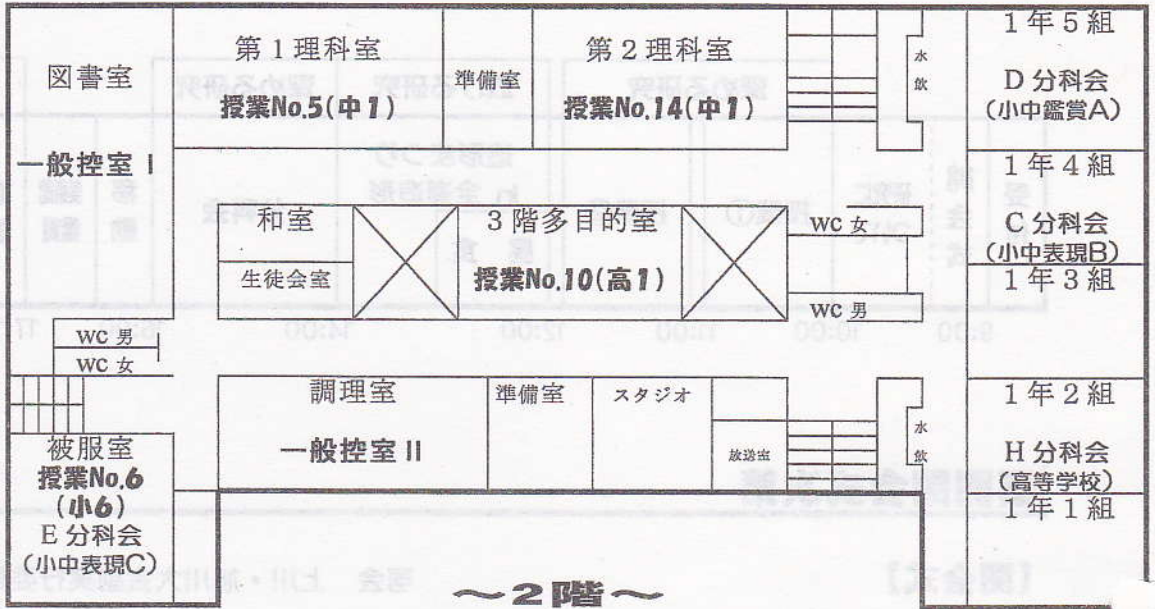 図書室
一般控室 I
第1理科室
授業No.5(中1)
準備室
第2理科室
授業No.14(中1)
水
飲
1年5組
D分科会
(小中鑑賞A)
1年4組
C分科会
(小中表現B)
1年3組
和室
生徒会室
3階多目的室
授業No.10(高1)
WC 女
WC 男
WC 男
WC 女
調理室
一般控室 II
準備室
スタジオ
放送室
水
飲
1年2組
H分科会
(高等学校)
1年1組
被服室
授業No.6
(小6)
E分科会
(小中表現C)
～2階～